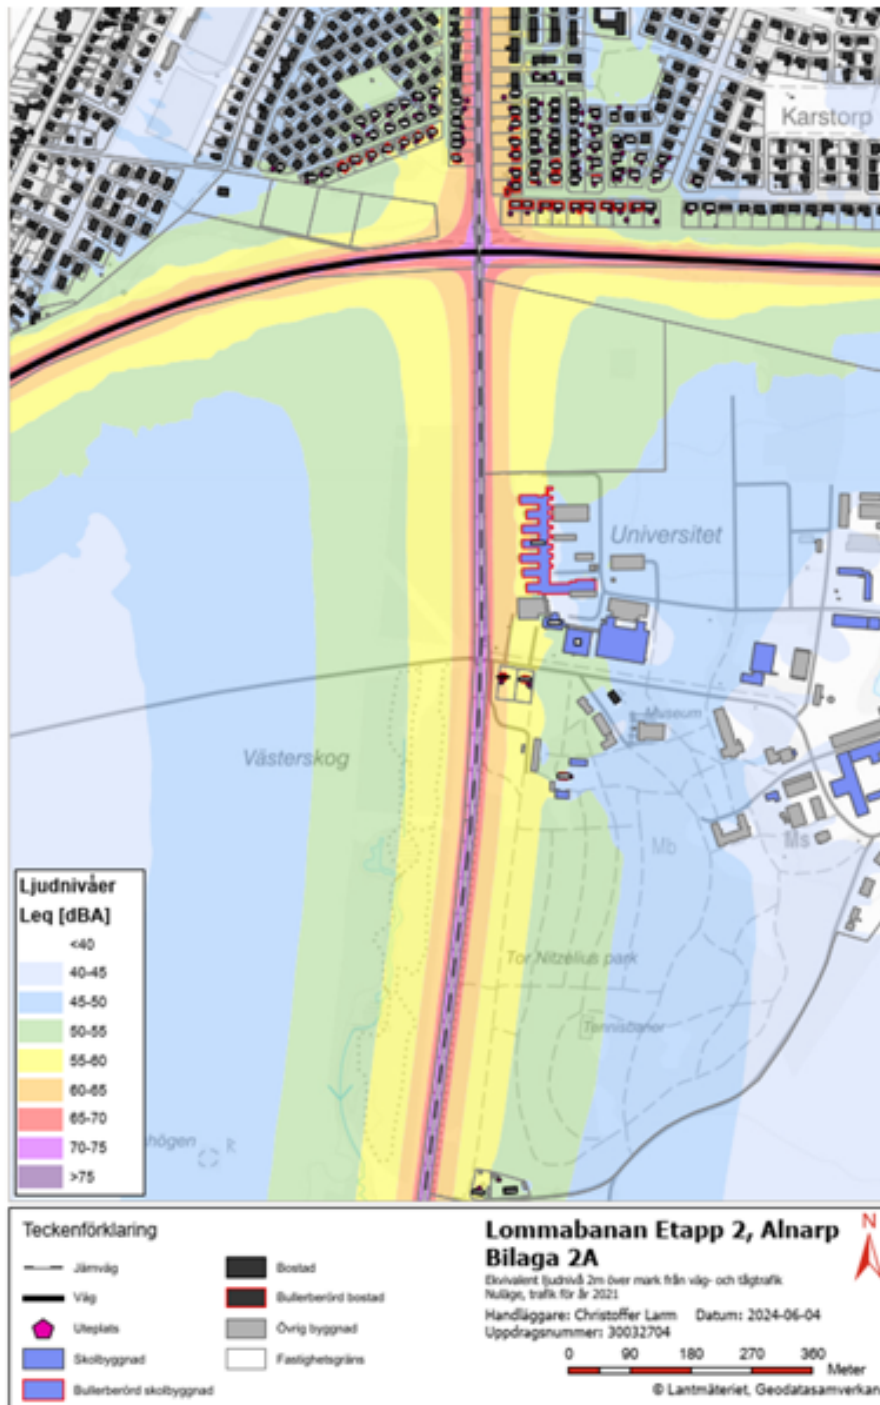 Karstorp
Universitet
Museum
Västerskog
Mb
Ms
Tor Nitzelius park
Tennisbanor
högen
R
Ljudnivåer
Leq [dBA]
<40
40-45
45-50
50-55
55-60
60-65
65-70
70-75
>75
Teckenförklaring
Järnväg
Väg
Uteplats
Skolbyggnad
Bullerberörd skolbyggnad
Bostad
Bullerberörd bostad
Övrig byggnad
Fastighetsgräns
Lommabanan Etapp 2, Alnarp
Bilaga 2A
Ekvivalent ljudnivå 2m över mark från väg- och tågtrafik
Nuläge, trafik för år 2021
Handläggare: Christoffer Larm Datum: 2024-06-04
Uppdragsnummer: 30032704
N
0 90 180 270 360
Meter
© Lantmäteriet, Geodatasamverkan